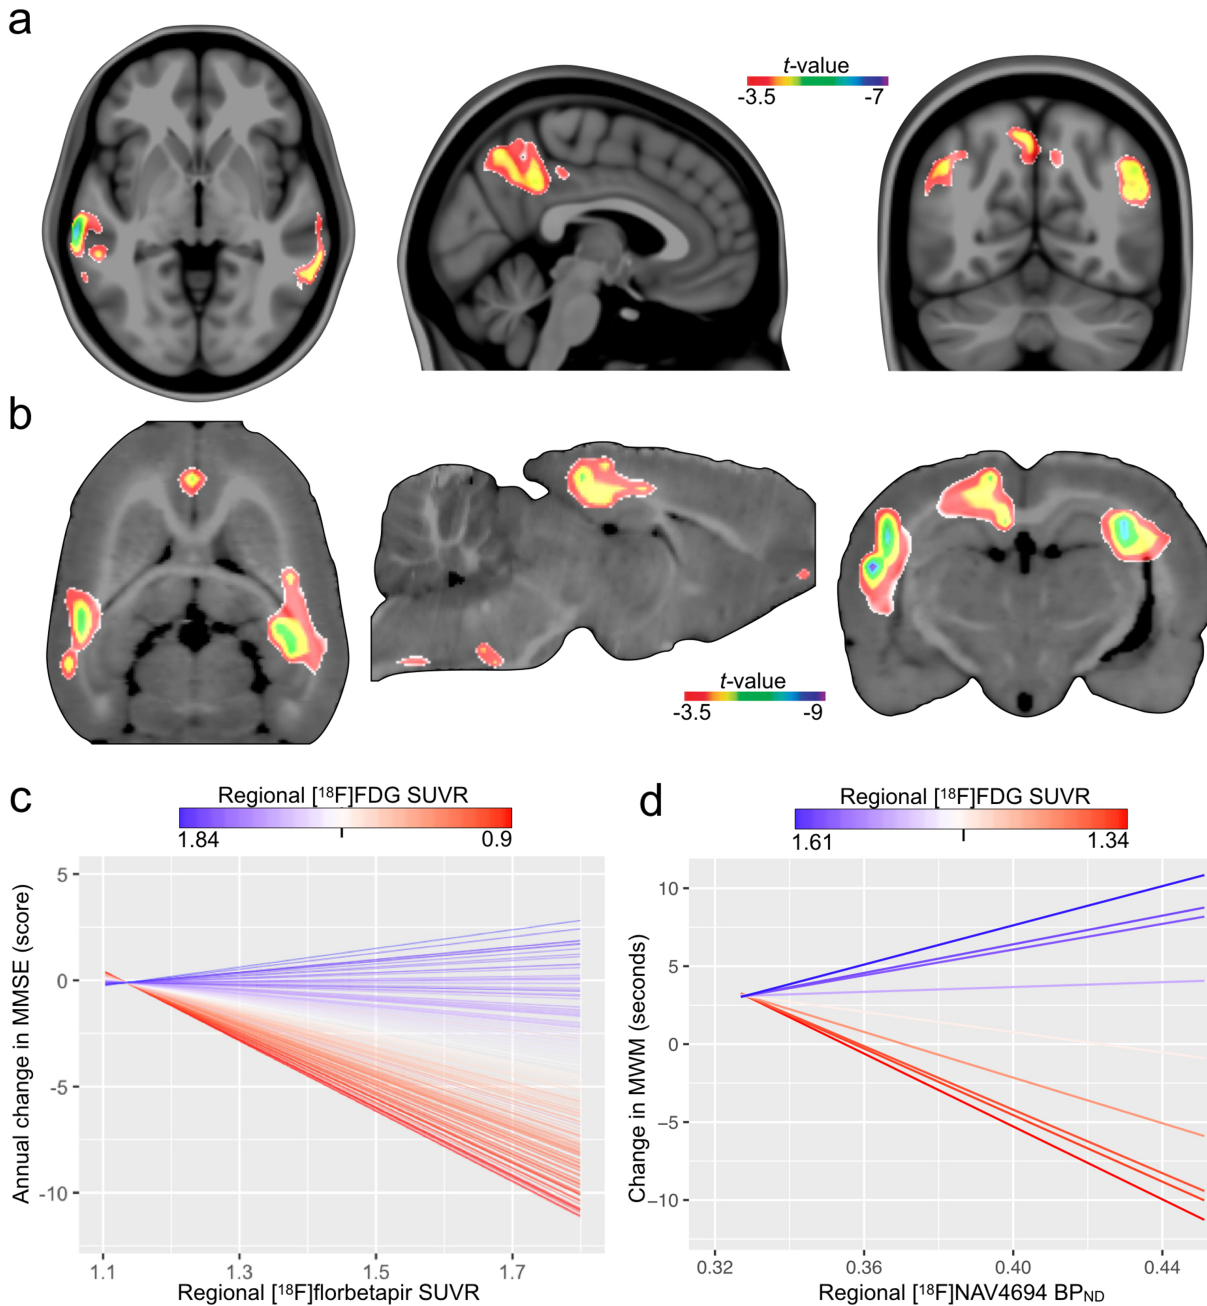 a
t-value
-3.5 -7
b
t-value
-3.5 -9
c
Regional [18F]FDG SUVR
1.84 0.9
Annual change in MMSE (score)
5
0
-5
-10
1.1 1.3 1.5 1.7
Regional [18F]florbetapir SUVR
d
Regional [18F]FDG SUVR
1.61 1.34
Change in MWM (seconds)
10
5
0
-5
-10
0.32 0.36 0.40 0.44
Regional [18F]NAV4694 BPND